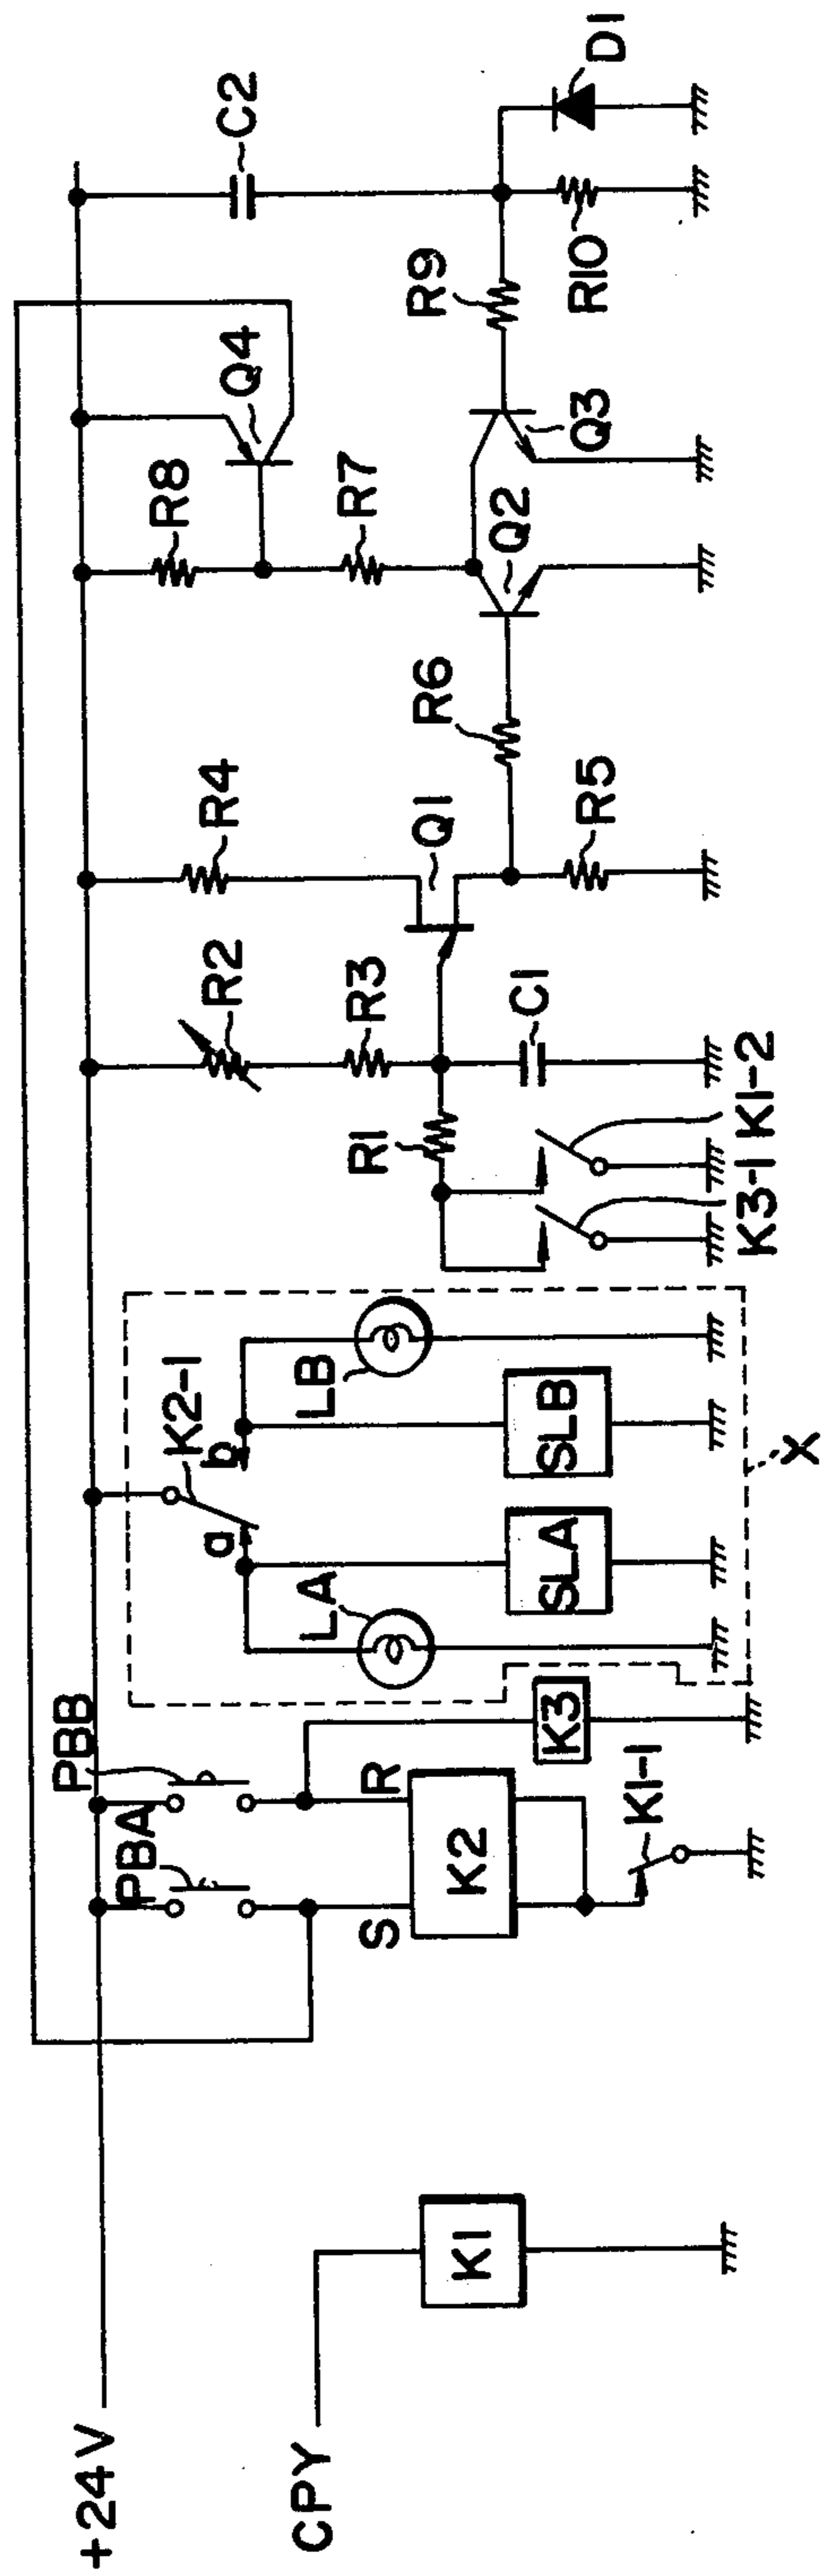 +24V
CPY
K1
PBA
PBB
S
R
K2
K1-1
K3
LA
a
b
K2-1
LB
SLA
SLB
X
K3-1
K1-2
R1
R2
R3
C1
R4
Q1
R5
R6
R8
R7
Q2
Q4
Q3
R9
C2
R10
D1